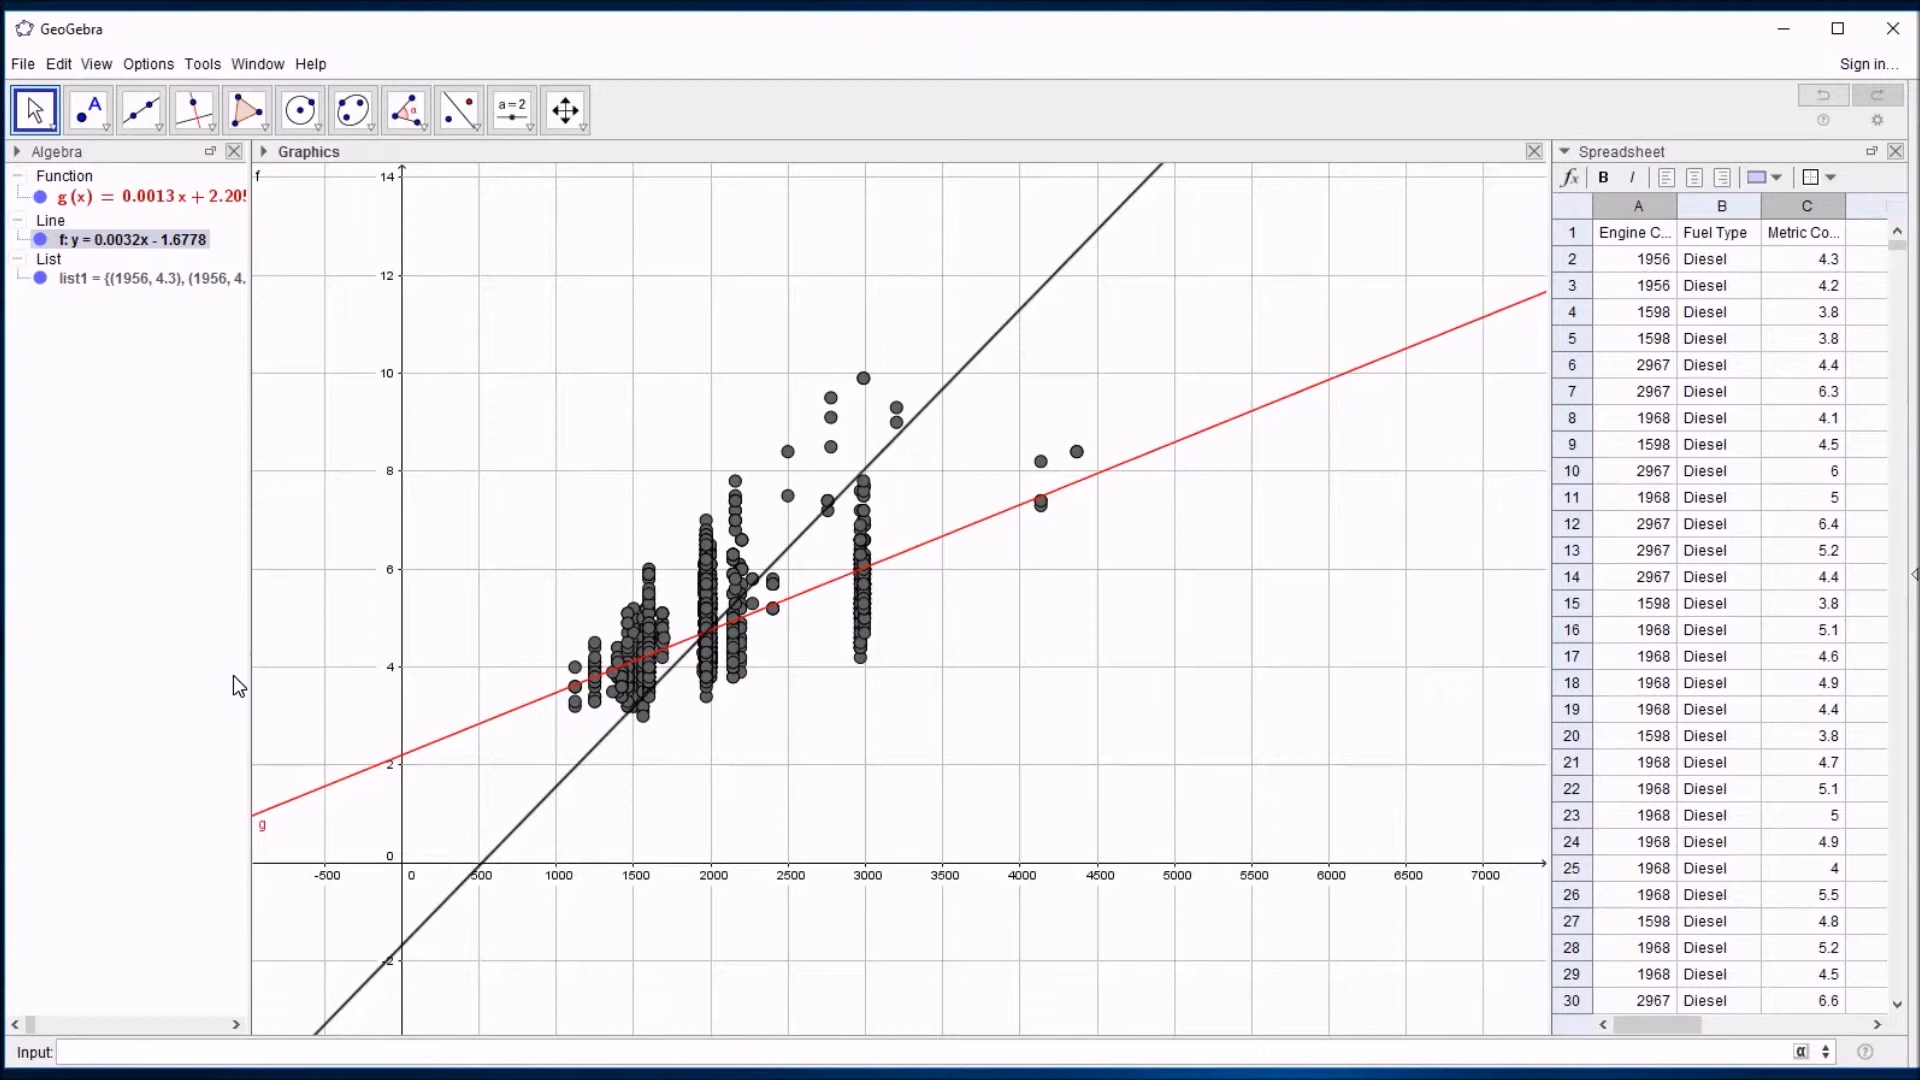 GeoGebra
File Edit View Options Tools Window Help
Sign in...
A
α
a=2
Algebra
Graphics
Spreadsheet
Function
g(x) = 0.0013x + 2.20
Line
f: y = 0.0032x - 1.6778
List
list1 = {(1956, 4.3), (1956, 4.
f
14
12
10
8
6
4
2
0
-2
-500 0 500 1000 1500 2000 2500 3000 3500 4000 4500 5000 5500 6000 6500 7000
g
fx B I
A B C
1 Engine C... Fuel Type Metric Co...
2 1956 Diesel 4.3
3 1956 Diesel 4.2
4 1598 Diesel 3.8
5 1598 Diesel 3.8
6 2967 Diesel 4.4
7 2967 Diesel 6.3
8 1968 Diesel 4.1
9 1598 Diesel 4.5
10 2967 Diesel 6
11 1968 Diesel 5
12 2967 Diesel 6.4
13 2967 Diesel 5.2
14 2967 Diesel 4.4
15 1598 Diesel 3.8
16 1968 Diesel 5.1
17 1968 Diesel 4.6
18 1968 Diesel 4.9
19 1968 Diesel 4.4
20 1598 Diesel 3.8
21 1968 Diesel 4.7
22 1968 Diesel 5.1
23 1968 Diesel 5
24 1968 Diesel 4.9
25 1968 Diesel 4
26 1968 Diesel 5.5
27 1598 Diesel 4.8
28 1968 Diesel 5.2
29 1968 Diesel 4.5
30 2967 Diesel 6.6
Input:
α